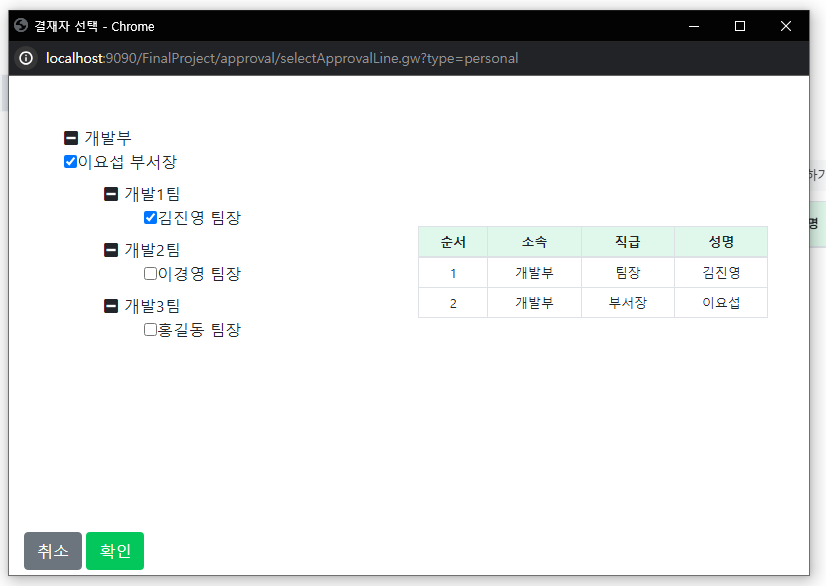 결재자 선택 - Chrome
localhost:9090/FinalProject/approval/selectApprovalLine.gw?type=personal
개발부
이요섭 부서장
개발1팀
김진영 팀장
개발2팀
이경영 팀장
개발3팀
홍길동 팀장
순서 소속 직급 성명
1 개발부 팀장 김진영
2 개발부 부서장 이요섭
취소 확인
하기
명